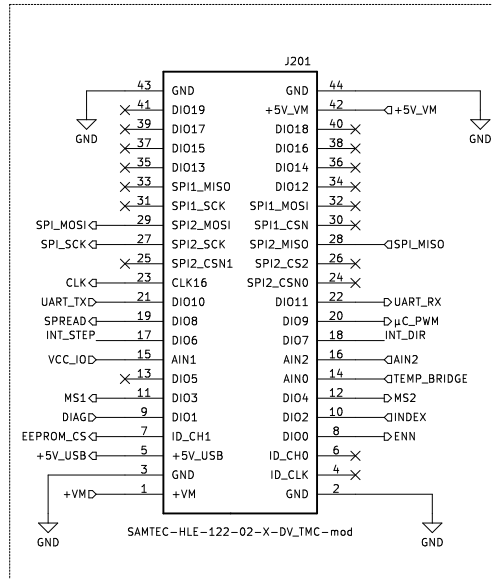 J201
43 GND GND 44
GND GND
41 DIO19 +5V_VM 42 +5V_VM
39 DIO17 DIO18 40
37 DIO15 DIO16 38
35 DIO13 DIO14 36
33 SPI1_MISO DIO12 34
31 SPI1_SCK SPI1_MOSI 32
SPI_MOSI 29 SPI2_MOSI SPI1_CSN 30
SPI_SCK 27 SPI2_SCK SPI2_MISO 28 SPI_MISO
25 SPI2_CSN1 SPI2_CS2 26
CLK 23 CLK16 SPI2_CSN0 24
UART_TX 21 DIO10 DIO11 22 UART_RX
SPREAD 19 DIO8 DIO9 20 µC_PWM
INT_STEP 17 DIO6 DIO7 18 INT_DIR
VCC_IO 15 AIN1 AIN2 16 AIN2
13 DIO5 AIN0 14 TEMP_BRIDGE
MS1 11 DIO3 DIO4 12 MS2
DIAG 9 DIO1 DIO2 10 INDEX
EEPROM_CS 7 ID_CH1 DIO0 8 ENN
+5V_USB 5 +5V_USB ID_CH0 6
3 GND ID_CLK 4
+VM 1 +VM GND 2
SAMTEC-HLE-122-02-X-DV_TMC-mod
GND GND